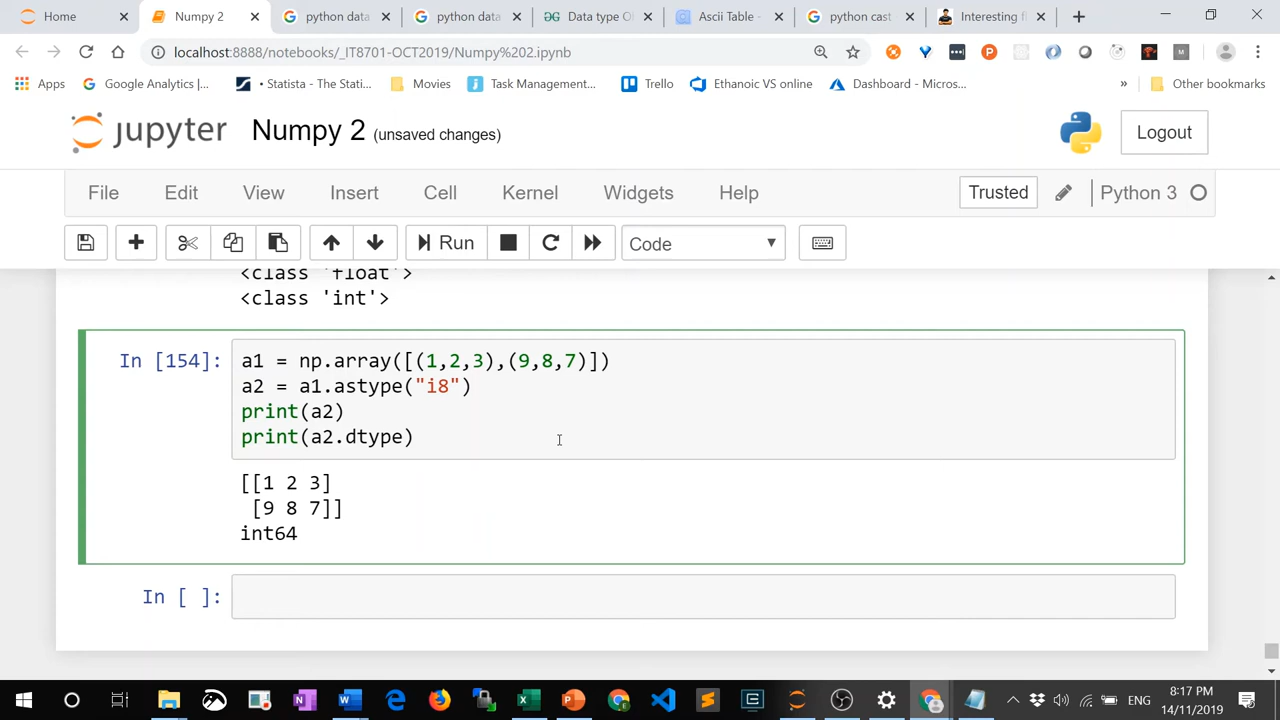 Home
Numpy 2
python data
python data
Data type O
Ascii Table -
python cast
Interesting f
localhost:8888/notebooks/_IT8701-OCT2019/Numpy%202.ipynb
Apps
Google Analytics |...
• Statista - The Stati...
Movies
Task Management...
Trello
Ethanoic VS online
Dashboard - Micros...
»
Other bookmarks
jupyter
Numpy 2 (unsaved changes)
Logout
File
Edit
View
Insert
Cell
Kernel
Widgets
Help
Trusted
Python 3
Run
Code
<class 'float'>
<class 'int'>
In [154]:
a1 = np.array([(1,2,3),(9,8,7)])
a2 = a1.astype("i8")
print(a2)
print(a2.dtype)
[[1 2 3]
[9 8 7]]
int64
In [ ]:
ENG
8:17 PM
14/11/2019